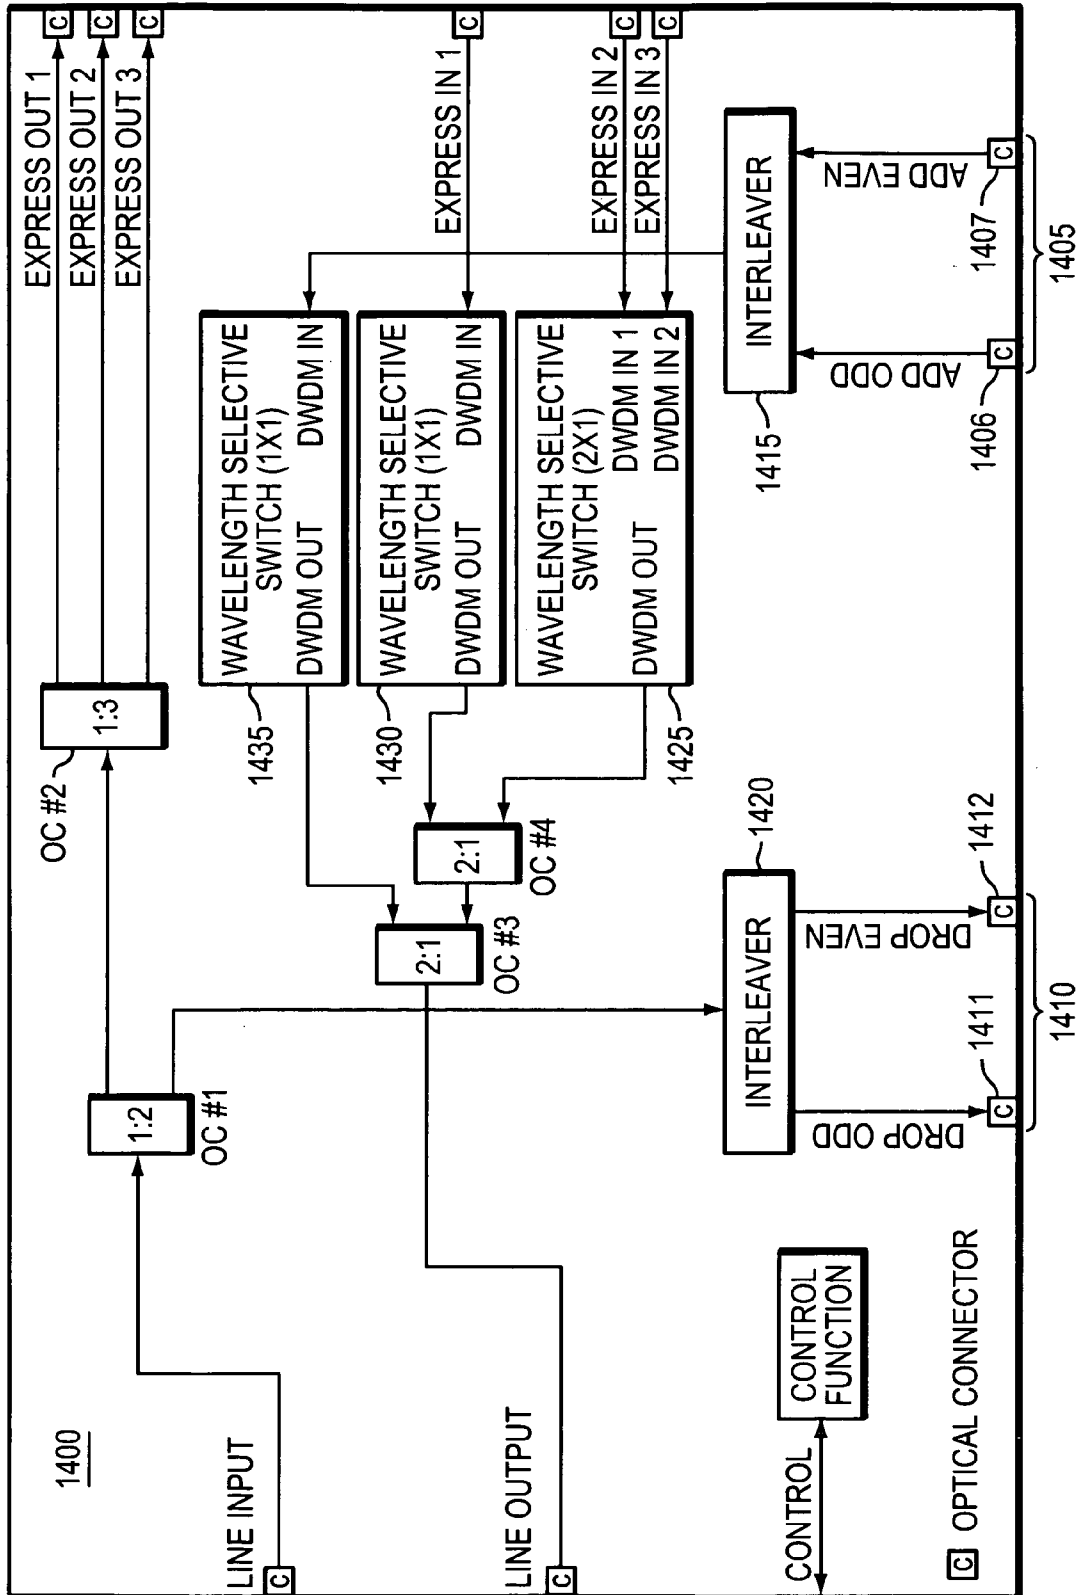 1400
LINE INPUT
C
LINE OUTPUT
C
CONTROL
CONTROL
FUNCTION
C OPTICAL CONNECTOR
1:2
OC #1
OC #2
1:3
EXPRESS OUT 1
C
EXPRESS OUT 2
C
EXPRESS OUT 3
C
2:1
OC #3
2:1
OC #4
1435
WAVELENGTH SELECTIVE
SWITCH (1X1)
DWDM OUT DWDM IN
1430
WAVELENGTH SELECTIVE
SWITCH (1X1)
DWDM OUT DWDM IN
1425
WAVELENGTH SELECTIVE
SWITCH (2X1)
DWDM IN 1
DWDM OUT
DWDM IN 2
EXPRESS IN 1
C
EXPRESS IN 2
C
EXPRESS IN 3
C
INTERLEAVER
1420
DROP ODD
DROP EVEN
C
1411
C
1412
1410
INTERLEAVER
1415
ADD ODD
ADD EVEN
1406
C
1407
C
1405